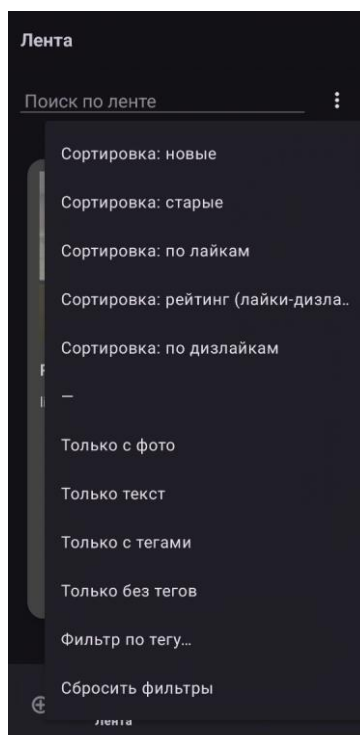 Лента
Поиск по ленте
Сортировка: новые
Сортировка: старые
Сортировка: по лайкам
Сортировка: рейтинг (лайки-дизла..
Сортировка: по дизлайкам
—
Только с фото
Только текст
Только с тегами
Только без тегов
Фильтр по тегу…
Сбросить фильтры
Лента